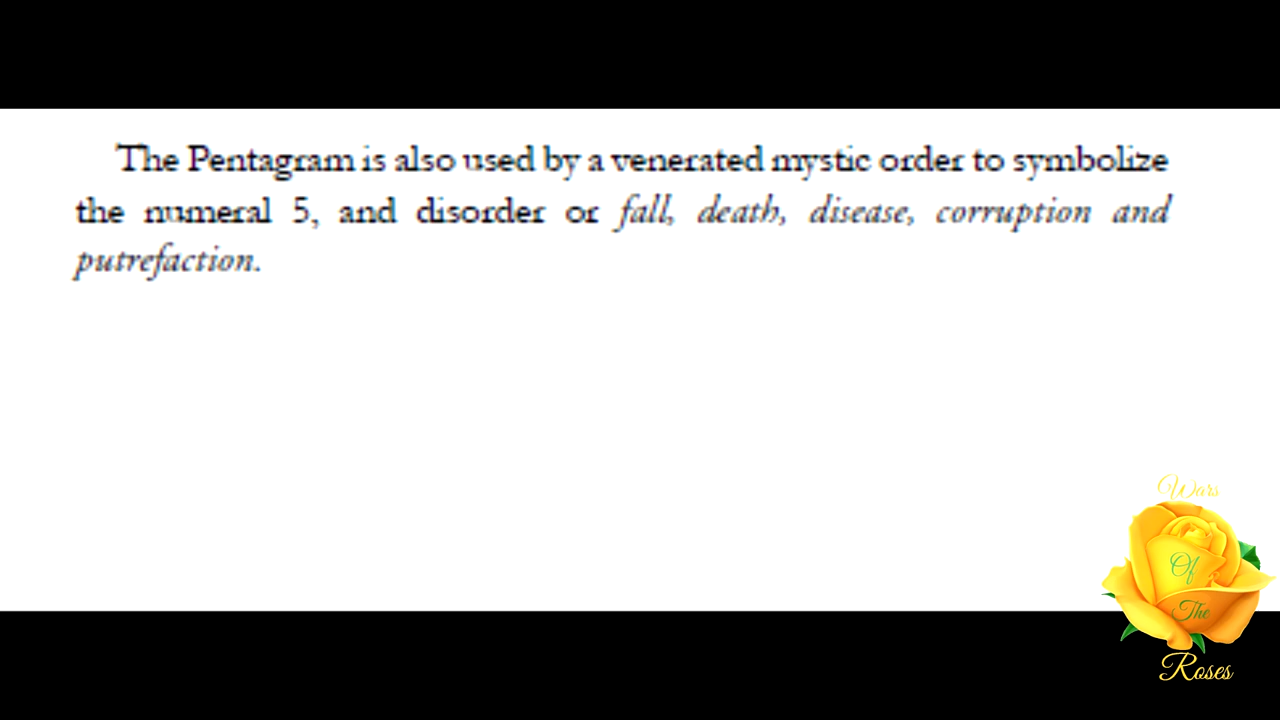 The Pentagram is also used by a venerated mystic order to symbolize
the numeral 5, and disorder or fall, death, disease, corruption and
putrefaction.
Wars
Of
The
Roses